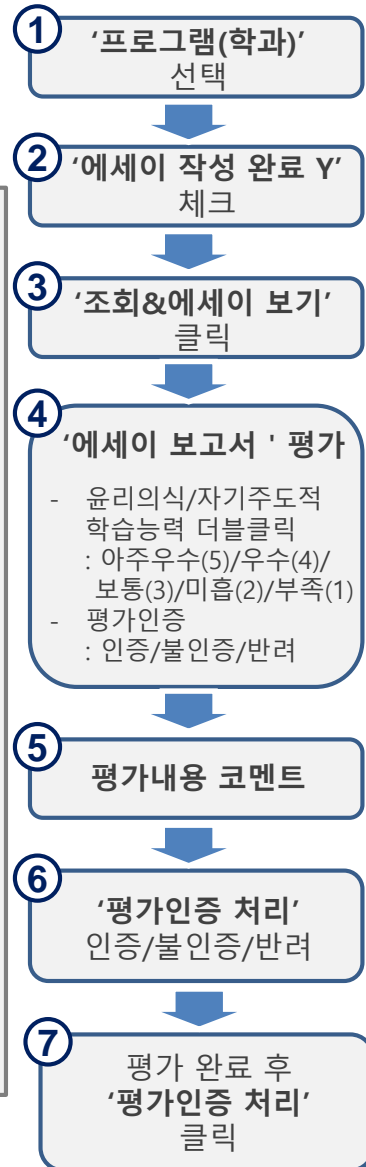 1
‘프로그램(학과)’
선택
2
‘에세이 작성 완료 Y’
체크
3
‘조회&에세이 보기’
클릭
4
‘에세이 보고서 ' 평가
- 윤리의식/자기주도적
학습능력 더블클릭
: 아주우수(5)/우수(4)/
보통(3)/미흡(2)/부족(1)
- 평가인증
: 인증/불인증/반려
5
평가내용 코멘트
6
‘평가인증 처리’
인증/불인증/반려
7
평가 완료 후
‘평가인증 처리’
클릭